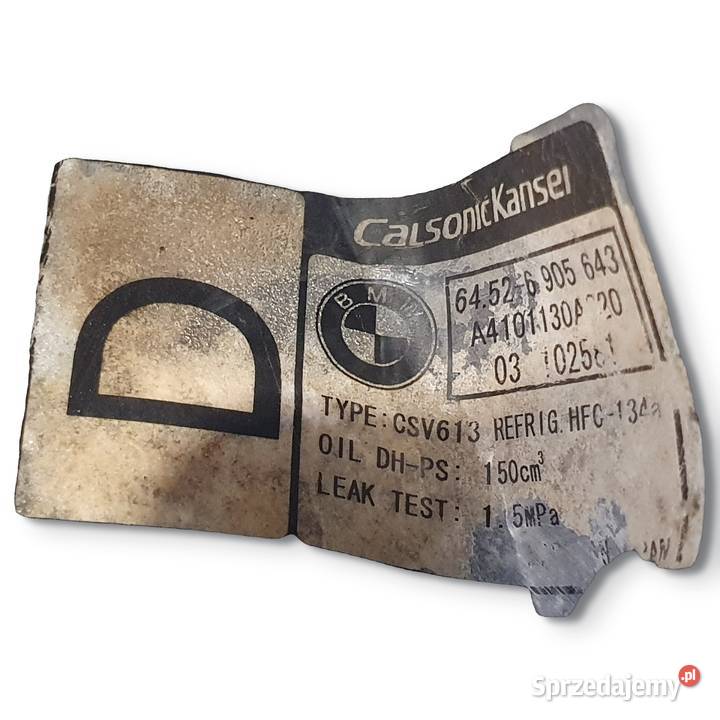 D
CalsonicKansei
BMW
64.52-6 905 643
03
TYPE: CSV613 REFRIG. HFC-134a
OIL DH-PS: 150cm³
LEAK TEST: 1.5MPa
Sprzedajemy.pl